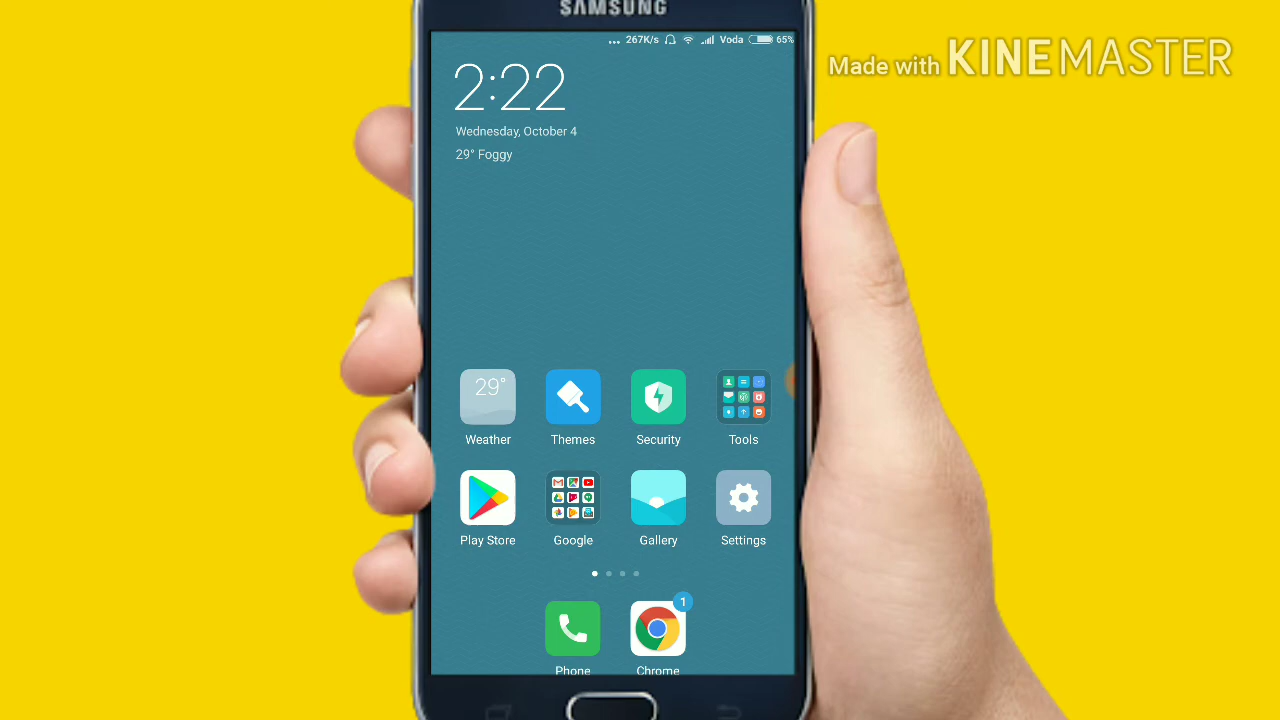 SAMSUNG
... 267K/s Voda 65%
Made with KINEMASTER
2:22
Wednesday, October 4
29° Foggy
29°
Weather Themes Security Tools
Play Store Google Gallery Settings
1
Phone Chrome